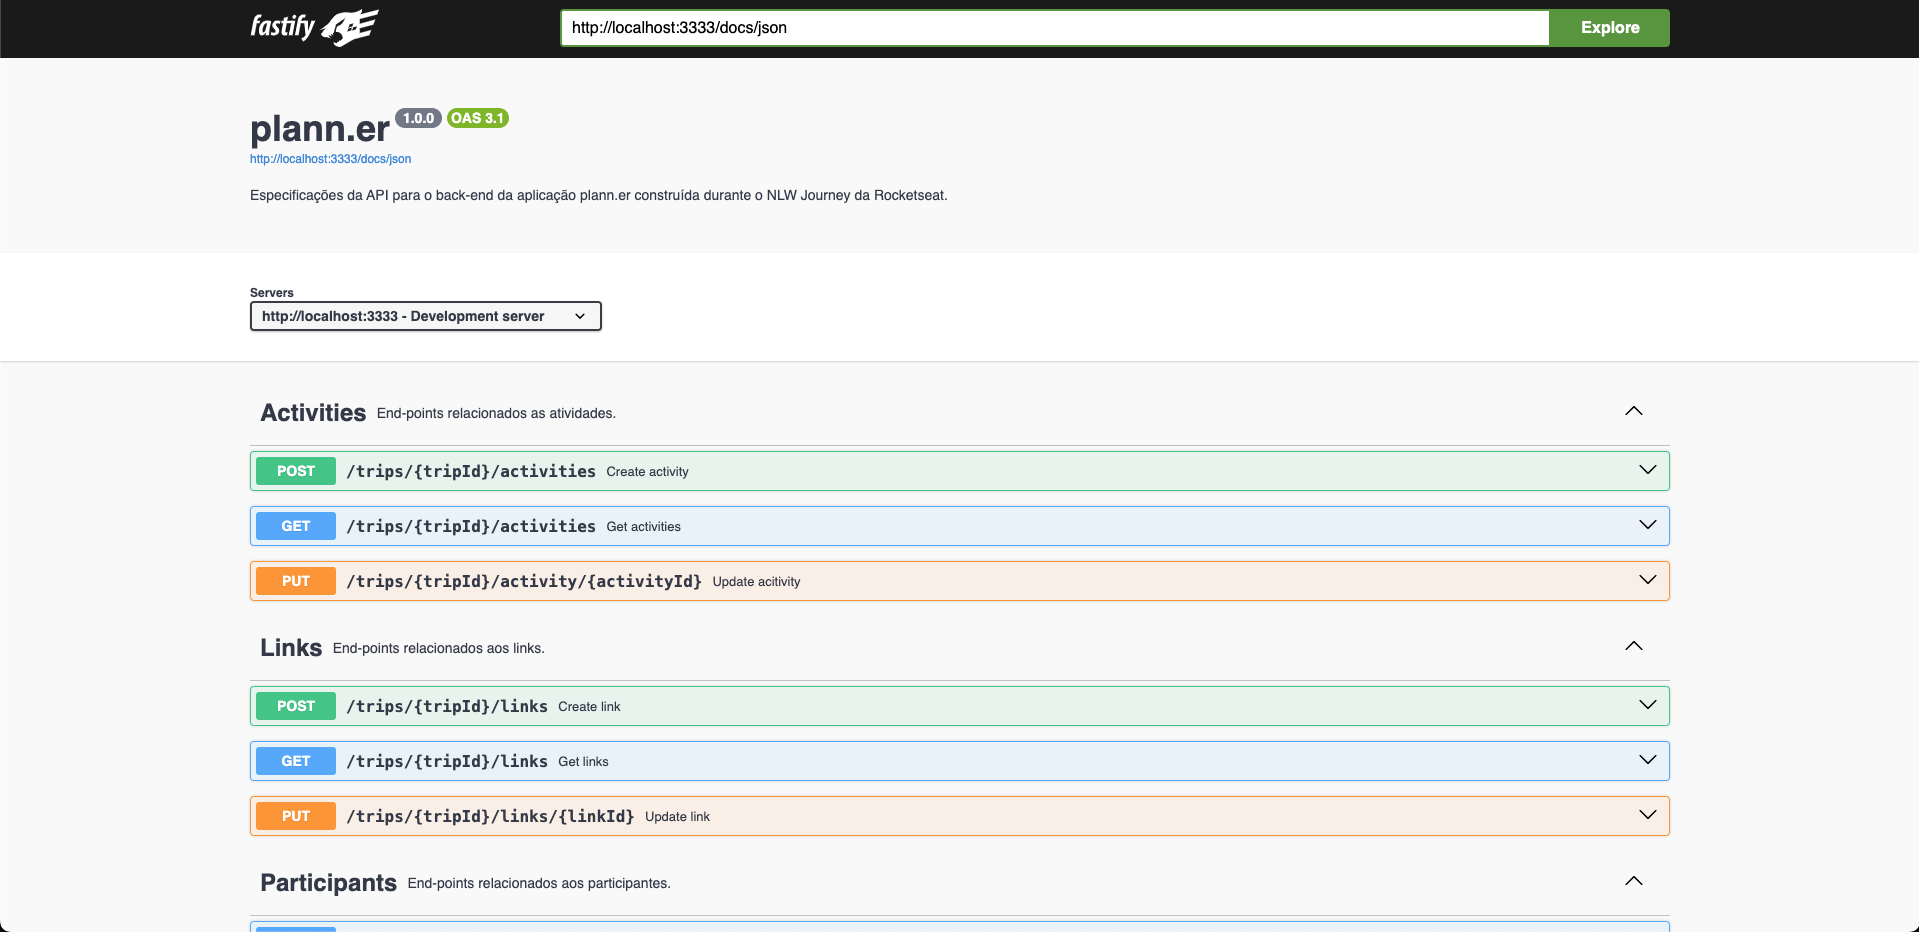 fastify
http://localhost:3333/docs/json Explore
plann.er 1.0.0 OAS 3.1
http://localhost:3333/docs/json
Especificações da API para o back-end da aplicação plann.er construída durante o NLW Journey da Rocketseat.
Servers
http://localhost:3333 - Development server
Activities End-points relacionados as atividades.
POST /trips/{tripId}/activities Create activity
GET /trips/{tripId}/activities Get activities
PUT /trips/{tripId}/activity/{activityId} Update acitivity
Links End-points relacionados aos links.
POST /trips/{tripId}/links Create link
GET /trips/{tripId}/links Get links
PUT /trips/{tripId}/links/{linkId} Update link
Participants End-points relacionados aos participantes.